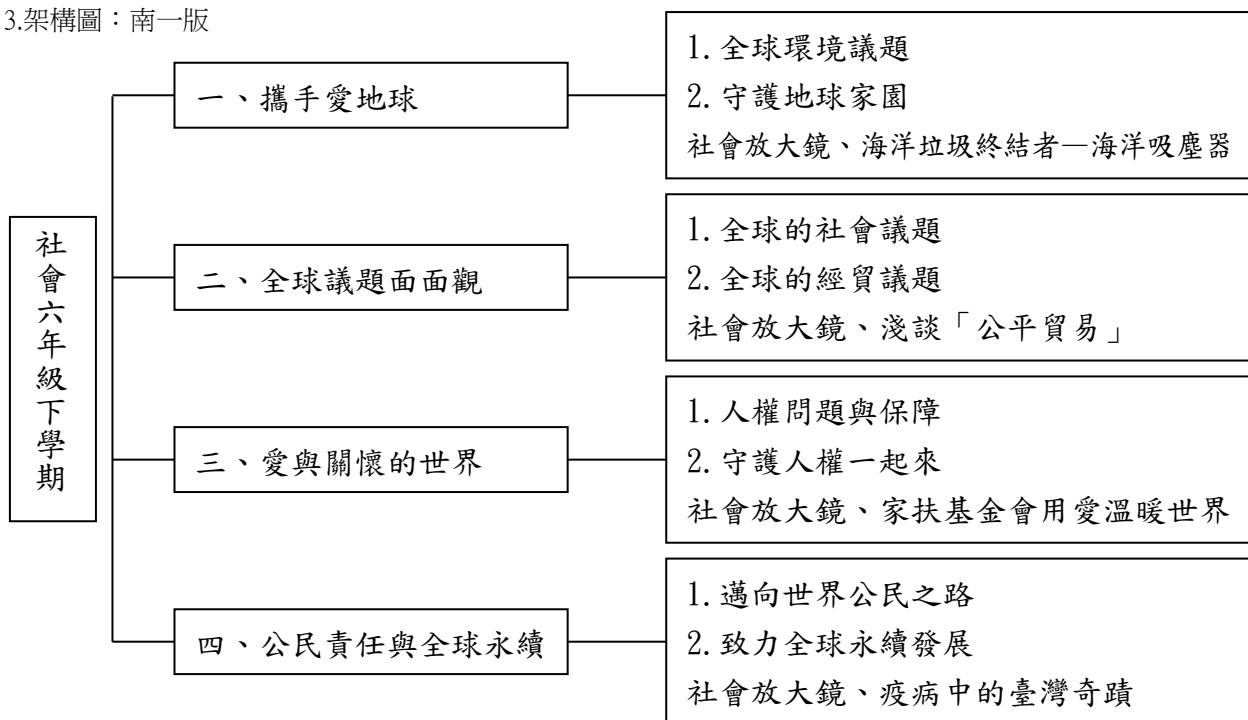 3.架構圖：南一版
社會六年級下學期
一、攜手愛地球
1.全球環境議題
2.守護地球家園
社會放大鏡、海洋垃圾終結者—海洋吸塵器
二、全球議題面面觀
1.全球的社會議題
2.全球的經貿議題
社會放大鏡、淺談「公平貿易」
三、愛與關懷的世界
1.人權問題與保障
2.守護人權一起來
社會放大鏡、家扶基金會用愛溫暖世界
四、公民責任與全球永續
1.邁向世界公民之路
2.致力全球永續發展
社會放大鏡、疫病中的臺灣奇蹟